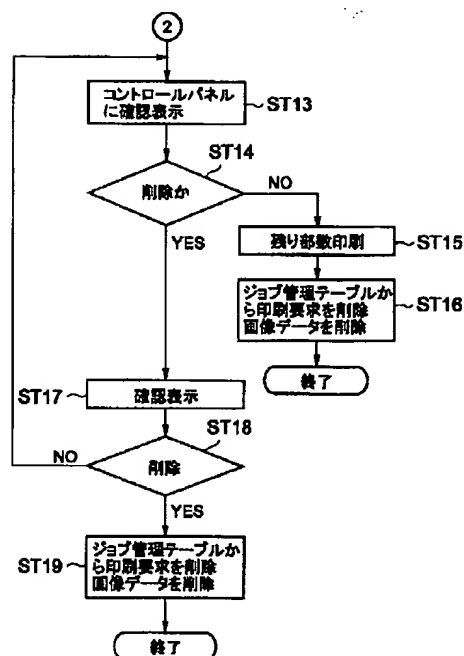 2
コントロールパネル
に確認表示
ST13
ST14
削除か
NO
YES
残り部数印刷
ST15
ジョブ管理テーブルか
ら印刷要求を削除
画像データを削除
ST16
終了
ST17
確認表示
ST18
NO
削除
YES
ST19
ジョブ管理テーブルか
ら印刷要求を削除
画像データを削除
終了